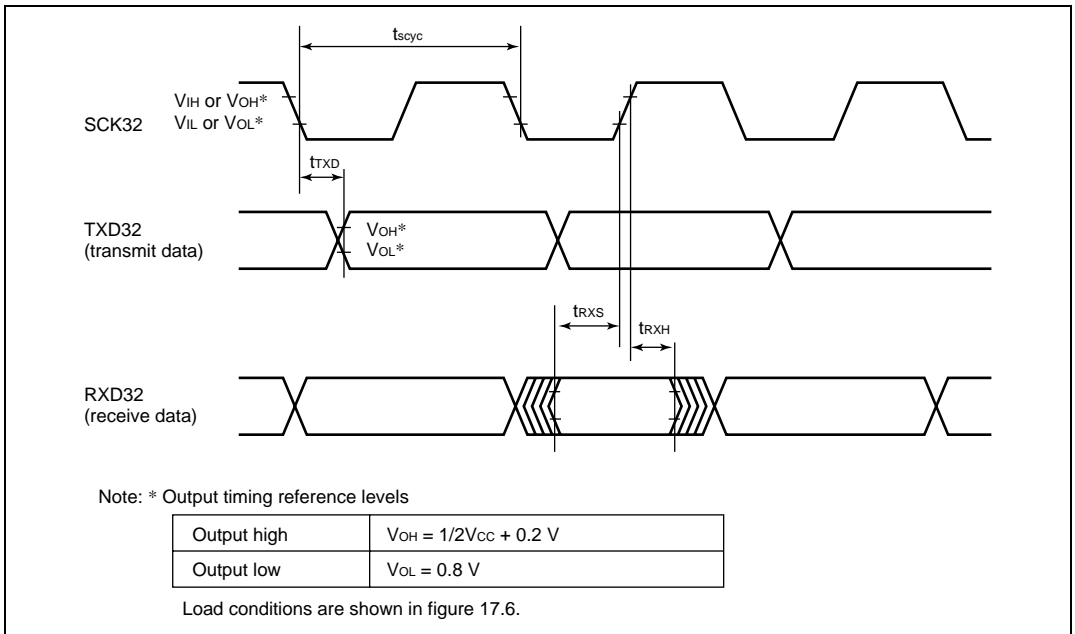 tscyc
VIH or VOH*
VIL or VOL*
SCK32
tTXD
TXD32
(transmit data)
VOH*
VOL*
tRXS
tRXH
RXD32
(receive data)
Note: * Output timing reference levels
Output high VOH = 1/2Vcc + 0.2 V
Output low VOL = 0.8 V
Load conditions are shown in figure 17.6.